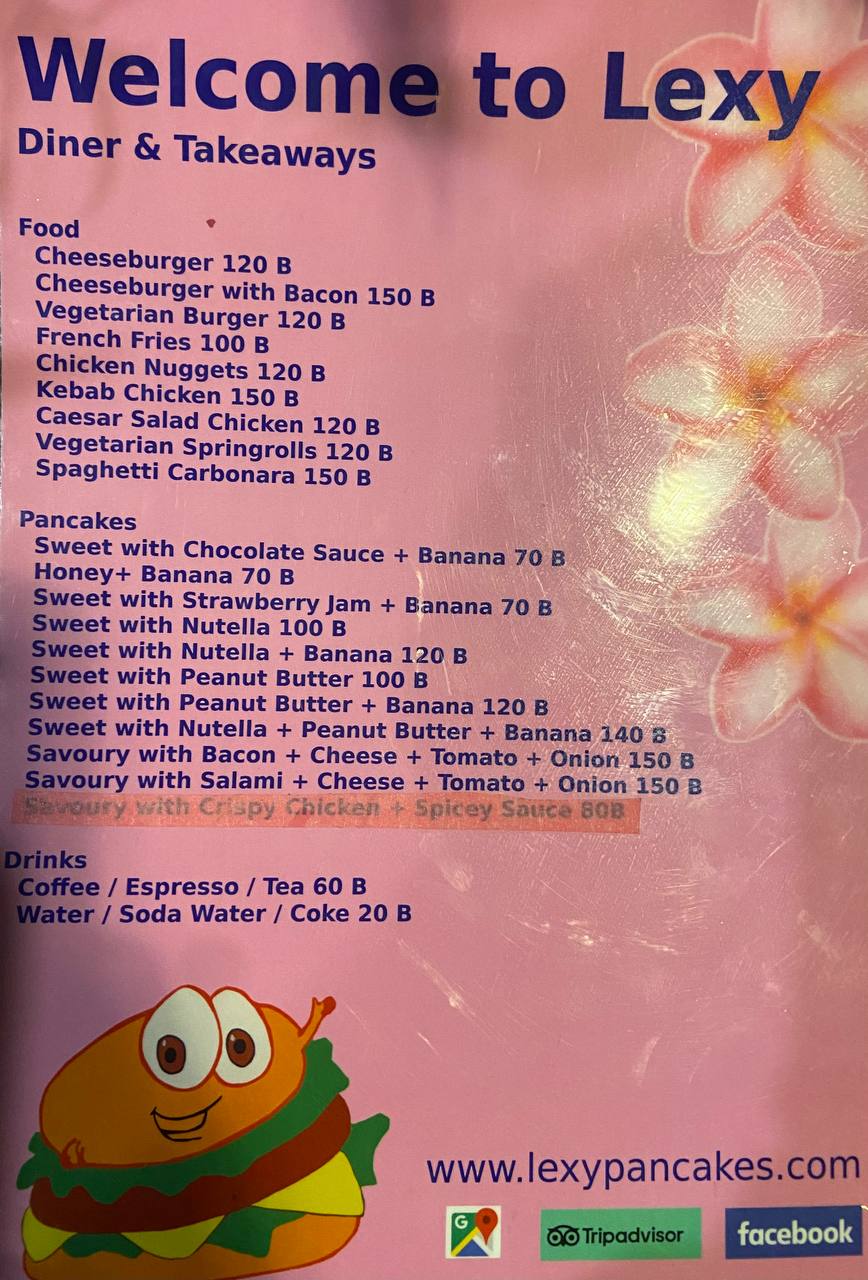 Welcome to Lexy
Diner & Takeaways
Food
Cheeseburger 120 B
Cheeseburger with Bacon 150 B
Vegetarian Burger 120 B
French Fries 100 B
Chicken Nuggets 120 B
Kebab Chicken 150 B
Caesar Salad Chicken 120 B
Vegetarian Springrolls 120 B
Spaghetti Carbonara 150 B
Pancakes
Sweet with Chocolate Sauce + Banana 70 B
Honey+ Banana 70 B
Sweet with Strawberry Jam + Banana 70 B
Sweet with Nutella 100 B
Sweet with Nutella + Banana 120 B
Sweet with Peanut Butter 100 B
Sweet with Peanut Butter + Banana 120 B
Sweet with Nutella + Peanut Butter + Banana 140 B
Savoury with Bacon + Cheese + Tomato + Onion 150 B
Savoury with Salami + Cheese + Tomato + Onion 150 B
Savoury with Crispy Chicken + Spicey Sauce 80B
Drinks
Coffee / Espresso / Tea 60 B
Water / Soda Water / Coke 20 B
www.lexypancakes.com
G Tripadvisor facebook